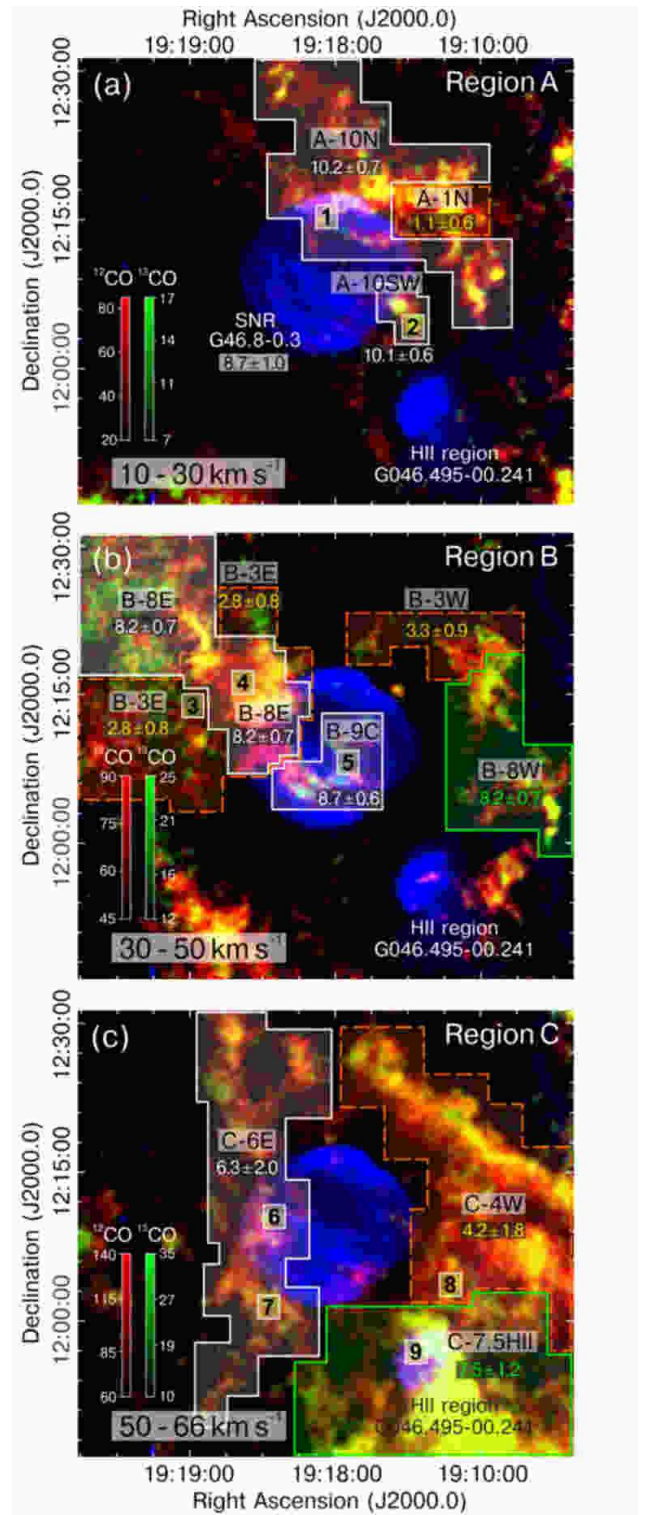 Right Ascension (J2000.0)
19:19:00 19:18:00 19:10:00
Declination (J2000.0)
12:30:00
12:15:00
12:00:00
(a)
Region A
A-10N
10.2±0.7
A-1N
1.1±0.6
1
A-10SW
2
10.1±0.6
SNR
G46.8-0.3
8.7±1.0
¹²CO ¹³CO
80 17
60 14
40 11
20 7
HII region
G046.495-00.241
10 - 30 km s⁻¹
Declination (J2000.0)
12:30:00
12:15:00
12:00:00
(b)
Region B
B-3E
2.8±0.8
B-8E
8.2±0.7
B-3W
3.3±0.9
4
B-3E
2.8±0.8
3
B-8E
8.2±0.7
B-9C
5
8.7±0.6
B-8W
8.2±0.7
¹²CO ¹³CO
90 25
75 21
60 16
45 12
HII region
G046.495-00.241
30 - 50 km s⁻¹
Declination (J2000.0)
12:30:00
12:15:00
12:00:00
(c)
Region C
C-6E
6.3±2.0
6
7
C-4W
4.2±1.8
8
¹²CO ¹³CO
140 35
115 27
85 19
60 10
9
C-7.5HII
7.5±1.2
HII region
G046.495-00.241
50 - 66 km s⁻¹
19:19:00 19:18:00 19:10:00
Right Ascension (J2000.0)